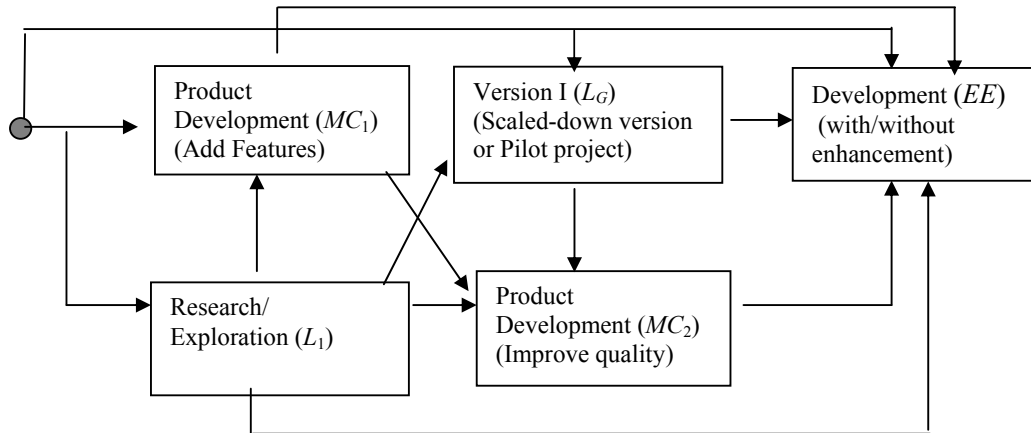 Product
Development (MC₁)
(Add Features)
Version I (L_G)
(Scaled-down version
or Pilot project)
Development (EE)
(with/without
enhancement)
Research/
Exploration (L₁)
Product
Development (MC₂)
(Improve quality)